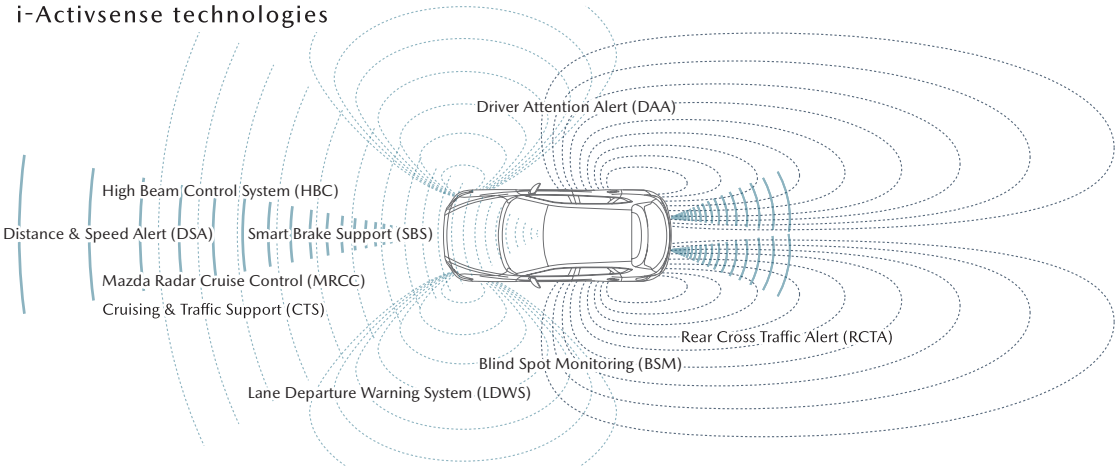 i-Activsense technologies
Driver Attention Alert (DAA)
High Beam Control System (HBC)
Distance & Speed Alert (DSA)
Smart Brake Support (SBS)
Mazda Radar Cruise Control (MRCC)
Cruising & Traffic Support (CTS)
Rear Cross Traffic Alert (RCTA)
Blind Spot Monitoring (BSM)
Lane Departure Warning System (LDWS)